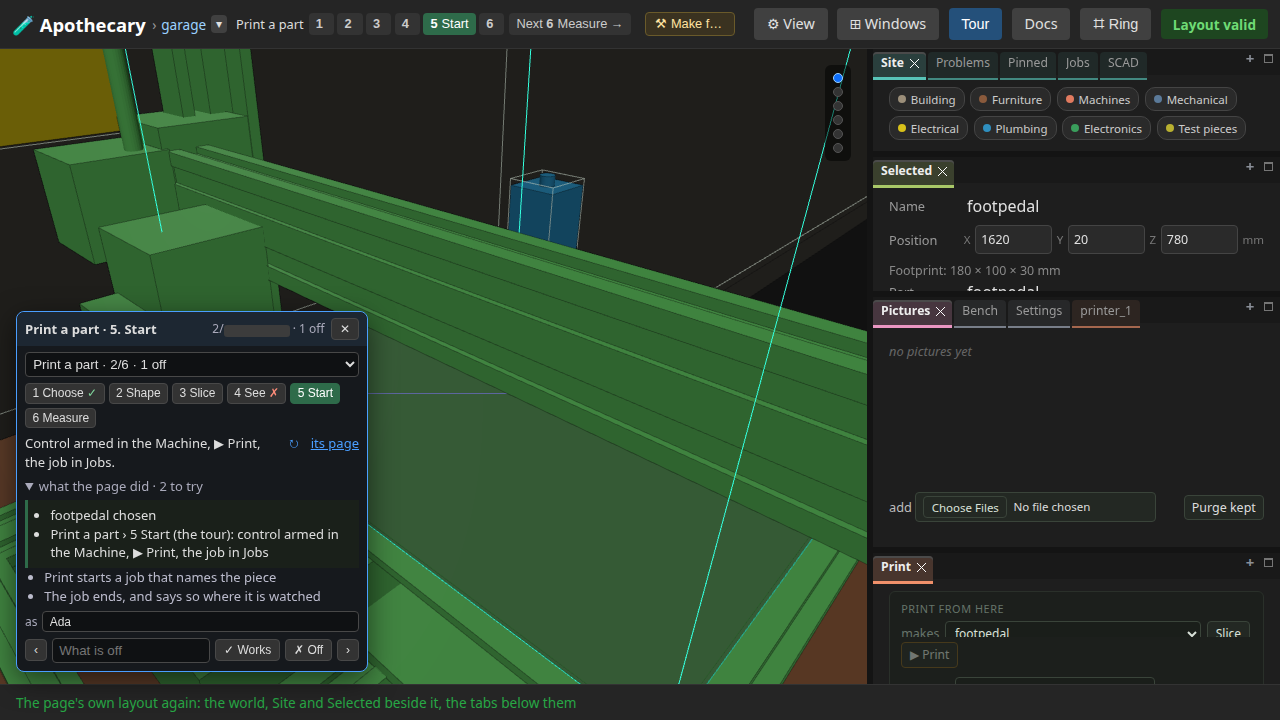 Apothecary › garage ▾ Print a part 1 2 3 4 5 Start 6 Next 6 Measure → ⚒ Make f… ⚙ View ⊞ Windows Tour Docs ⌗ Ring Layout valid
Site Problems Pinned Jobs SCAD
Building Furniture Machines Mechanical
Electrical Plumbing Electronics Test pieces
Selected
Name footpedal
Position X 1620 Y 20 Z 780 mm
Footprint: 180 × 100 × 30 mm
Pictures Bench Settings printer_1
no pictures yet
add Choose Files No file chosen Purge kept
Print
PRINT FROM HERE
makes footpedal Slice
▶ Print
Print a part · 5. Start 2/ · 1 off ✕
Print a part · 2/6 · 1 off
1 Choose ✓ 2 Shape 3 Slice 4 See ✗ 5 Start
6 Measure
Control armed in the Machine, ▶ Print, ↻ its page
the job in Jobs.
▼ what the page did · 2 to try
• footpedal chosen
• Print a part › 5 Start (the tour): control armed in
the Machine, ▶ Print, the job in Jobs
• Print starts a job that names the piece
• The job ends, and says so where it is watched
as Ada
‹ What is off ✓ Works ✗ Off ›
The page's own layout again: the world, Site and Selected beside it, the tabs below them